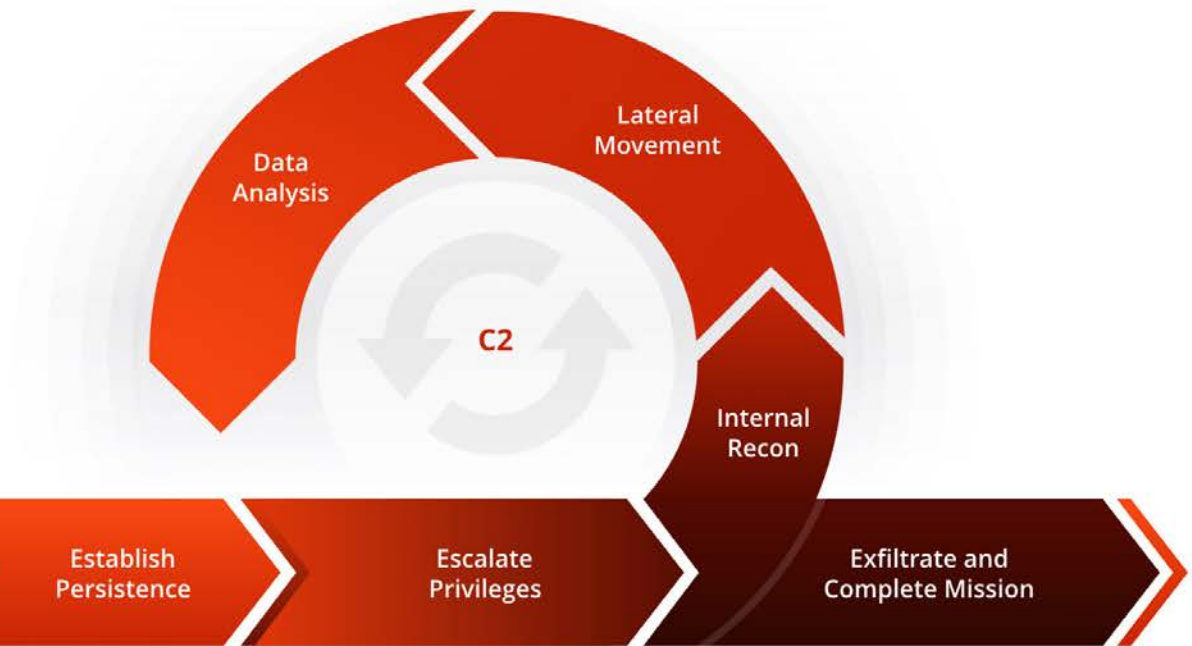 Data
Analysis
Lateral
Movement
C2
Internal
Recon
Establish
Persistence
Escalate
Privileges
Exfiltrate and
Complete Mission